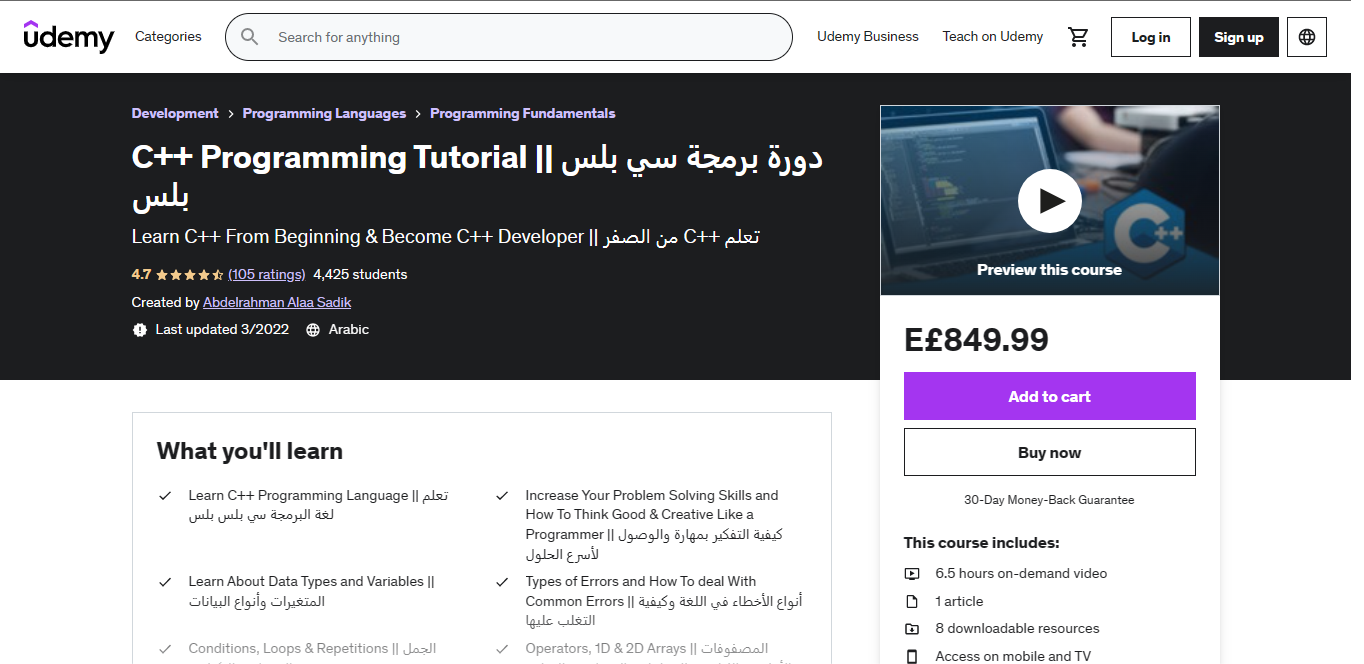 udemy
Categories
Search for anything
Udemy Business
Teach on Udemy
Log in
Sign up
Development > Programming Languages > Programming Fundamentals
C++ Programming Tutorial || دورة برمجة سي بلس
بلس
Learn C++ From Beginning & Become C++ Developer || تعلم C++ من الصفر
4.7 (105 ratings) 4,425 students
Created by Abdelrahman Alaa Sadik
Last updated 3/2022 Arabic
C++
Preview this course
E£849.99
Add to cart
Buy now
30-Day Money-Back Guarantee
This course includes:
6.5 hours on-demand video
1 article
8 downloadable resources
Access on mobile and TV
What you'll learn
Learn C++ Programming Language || تعلم
لغة البرمجة سي بلس بلس
Increase Your Problem Solving Skills and
How To Think Good & Creative Like a
Programmer || كيفية التفكير بمهارة والوصول
لأسرع الحلول
Learn About Data Types and Variables ||
المتغيرات وأنواع البيانات
Types of Errors and How To deal With
Common Errors || أنواع الأخطاء في اللغة وكيفية
التغلب عليها
Conditions, Loops & Repetitions || الجمل
Operators, 1D & 2D Arrays || المصفوفات